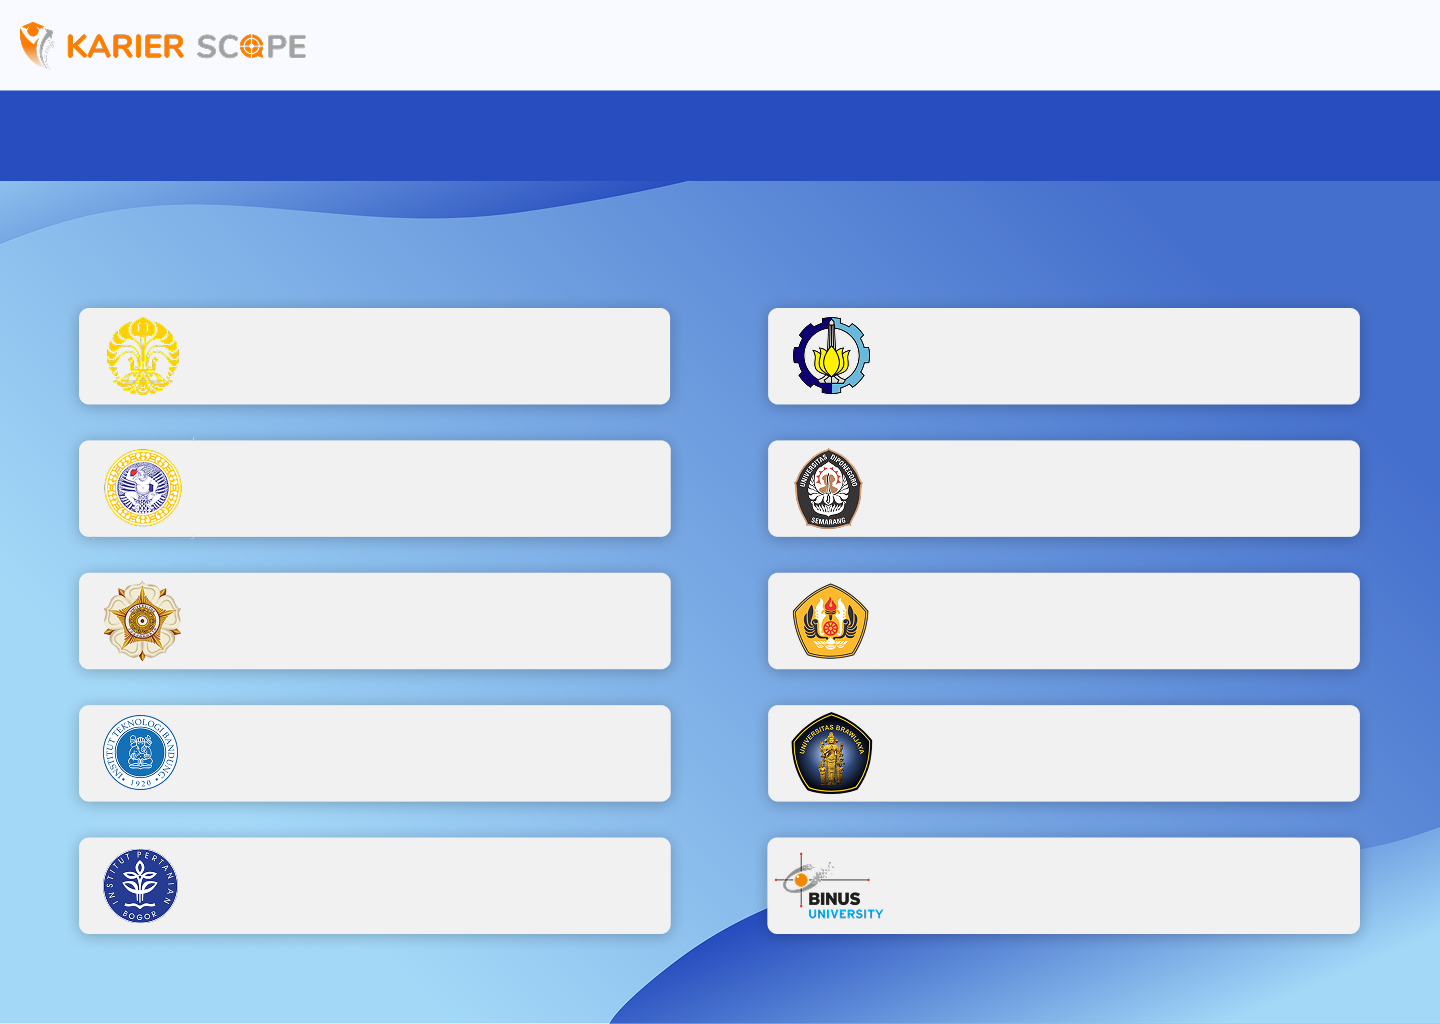 KARIER SCOPE
UNIVERSITAS DIPONEGORO
SEMARANG
INSTITUT TEKNOLOGI BANDUNG
1920
UNIVERSITAS BRAWIJAYA
INSTITUT PERTANIAN
BOGOR
BINUS
UNIVERSITY